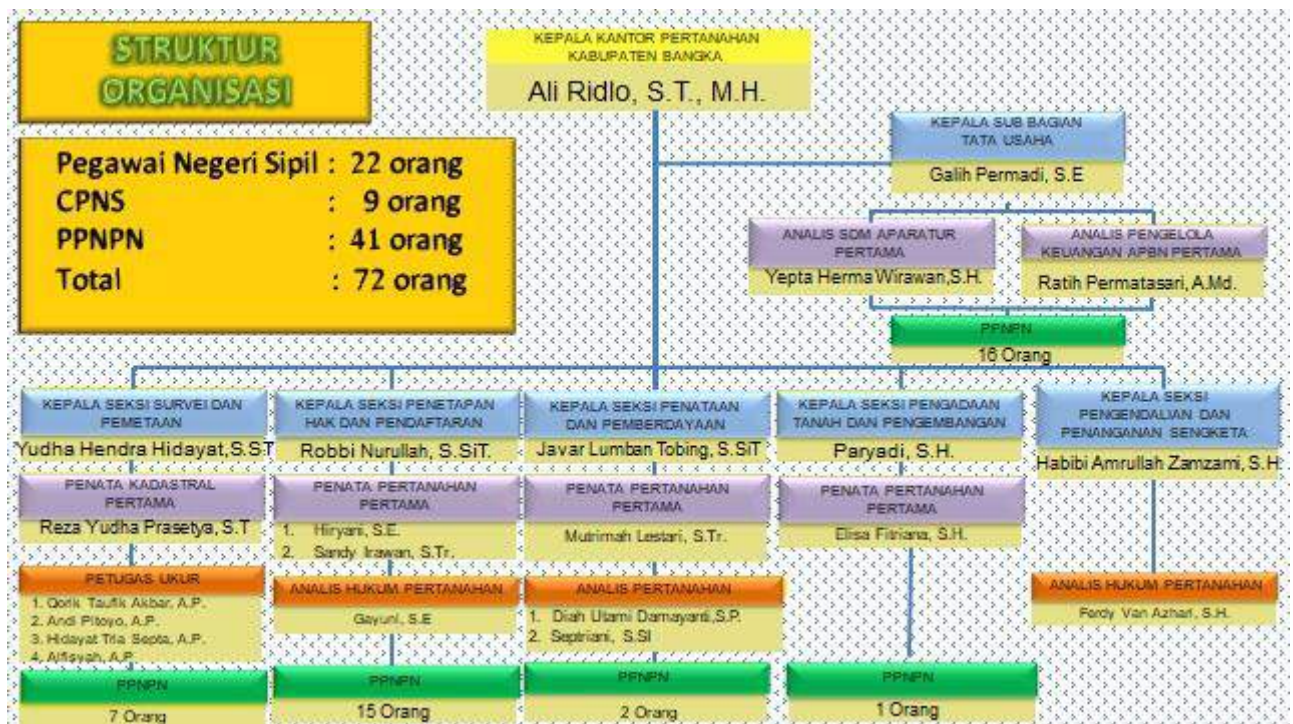 STRUKTUR
ORGANISASI
Pegawai Negeri Sipil : 22 orang
CPNS : 9 orang
PPNPN : 41 orang
Total : 72 orang
KEPALA KANTOR PERTANAHAN
KABUPATEN BANGKA
Ali Ridlo, S.T., M.H.
KEPALA SUB BAGIAN
TATA USAHA
Galih Permadi, S.E
ANALIS SDM APARATUR
PERTAMA
Yepta Herma Wirawan,S.H.
ANALIS PENGELOLA
KEUANGAN APBN PERTAMA
Ratih Permatasari, A.Md.
PPNPN
16 Orang
KEPALA SEKSI SURVEI DAN
PEMETAAN
Yudha Hendra Hidayat,S.S.T
PENATA KADASTRAL
PERTAMA
Reza Yudha Prasetya, S.T
PETUGAS UKUR
1. Qorik Taufik Akbar, A.P.
2. Andi Pitoyo, A.P.
3. Hidayat Tria Septa, A.P.
4. Alfisyah, A.P
PPNPN
7 Orang
KEPALA SEKSI PENETAPAN
HAK DAN PENDAFTARAN
Robbi Nurullah, S.SiT.
PENATA PERTANAHAN
PERTAMA
1. Hiryani, S.E.
2. Sandy Irawan, S.Tr.
ANALIS HUKUM PERTANAHAN
Gayuni, S.E
PPNPN
15 Orang
KEPALA SEKSI PENATAAN
DAN PEMBERDAYAAN
Javar Lumban Tobing, S.SiT
PENATA PERTANAHAN
PERTAMA
Mutrimah Lestari, S.Tr.
ANALIS PERTANAHAN
1. Diah Utami Damayanti,S.P.
2. Septriani, S.SI
PPNPN
2 Orang
KEPALA SEKSI PENGADAAN
TANAH DAN PENGEMBANGAN
Paryadi, S.H.
PENATA PERTANAHAN
PERTAMA
Elisa Fitriana, S.H.
PPNPN
1 Orang
KEPALA SEKSI
PENGENDALIAN DAN
PENANGANAN SENGKETA
Habibi Amrullah Zamzami, S.H
ANALIS HUKUM PERTANAHAN
Ferdy Van Azhari, S.H.